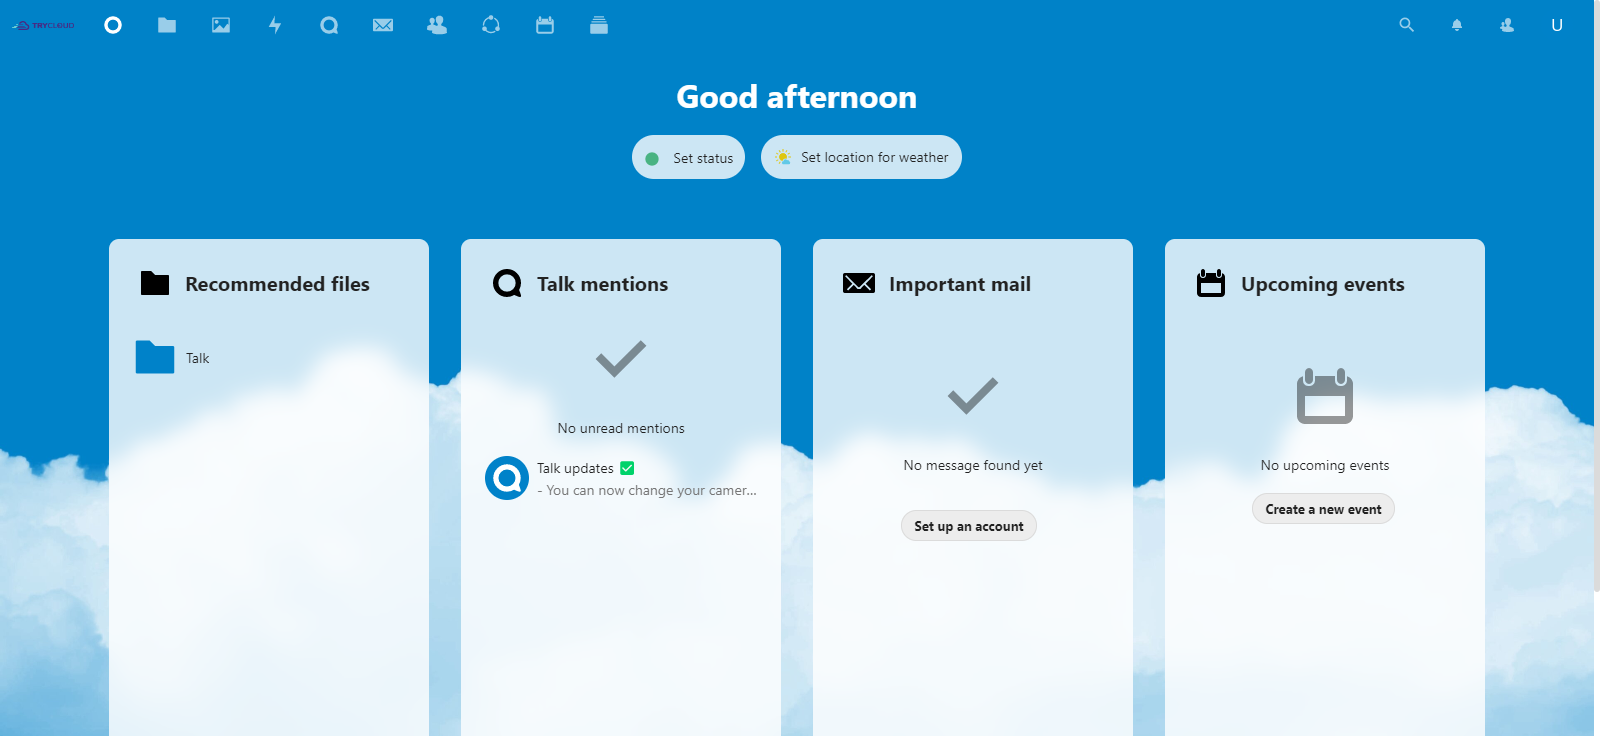 TRYCLOUD
U
Good afternoon
Set status
Set location for weather
Recommended files
Talk
Talk mentions
No unread mentions
Talk updates ✅
- You can now change your camer...
Important mail
No message found yet
Set up an account
Upcoming events
No upcoming events
Create a new event